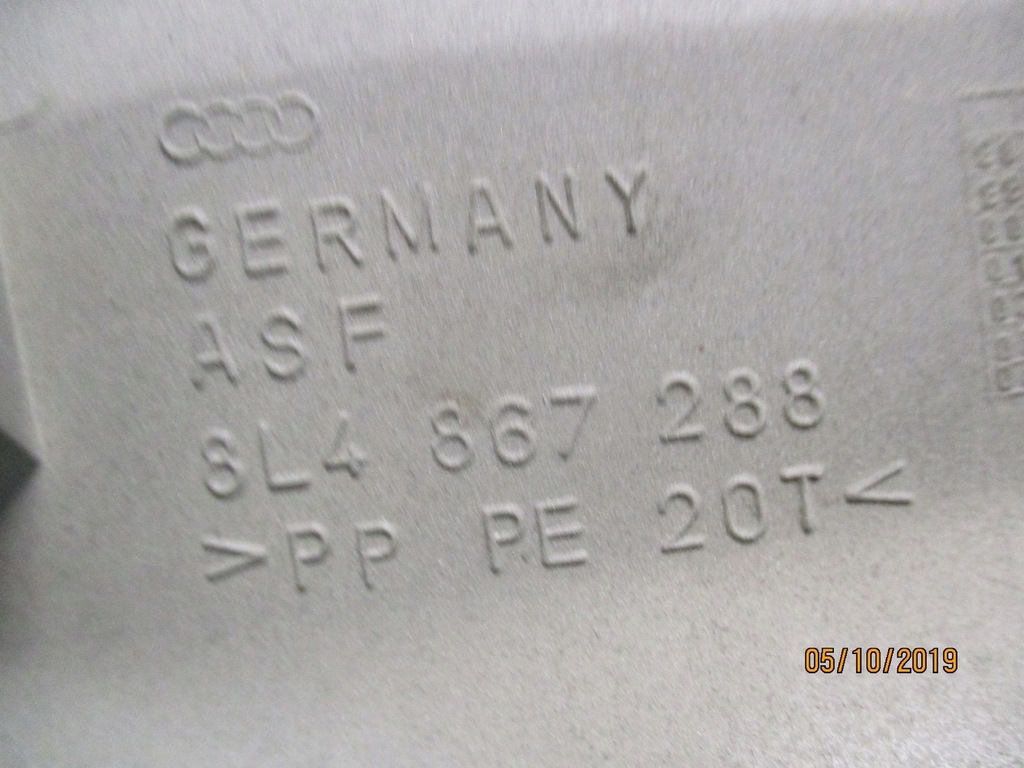 GERMANY
ASF
8L4 867 288
>PP PE 20T<
05/10/2019